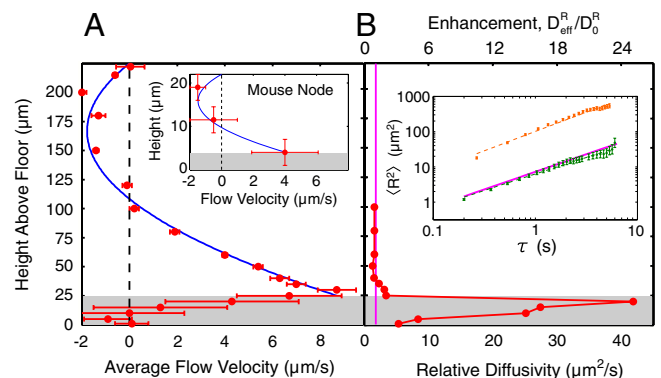 A
B
Enhancement, D^R_eff/D^R_0
0 6 12 18 24
Height Above Floor (μm)
200
175
150
125
100
75
50
25
0
-2 0 2 4 6 8
Average Flow Velocity (μm/s)
Mouse Node
Height (μm)
20
10
0
0 2 4 6
Flow Velocity (μm/s)
⟨R²⟩ (μm²)
1000
100
10
1
0.1 1 10
τ (s)
0 10 20 30 40
Relative Diffusivity (μm²/s)